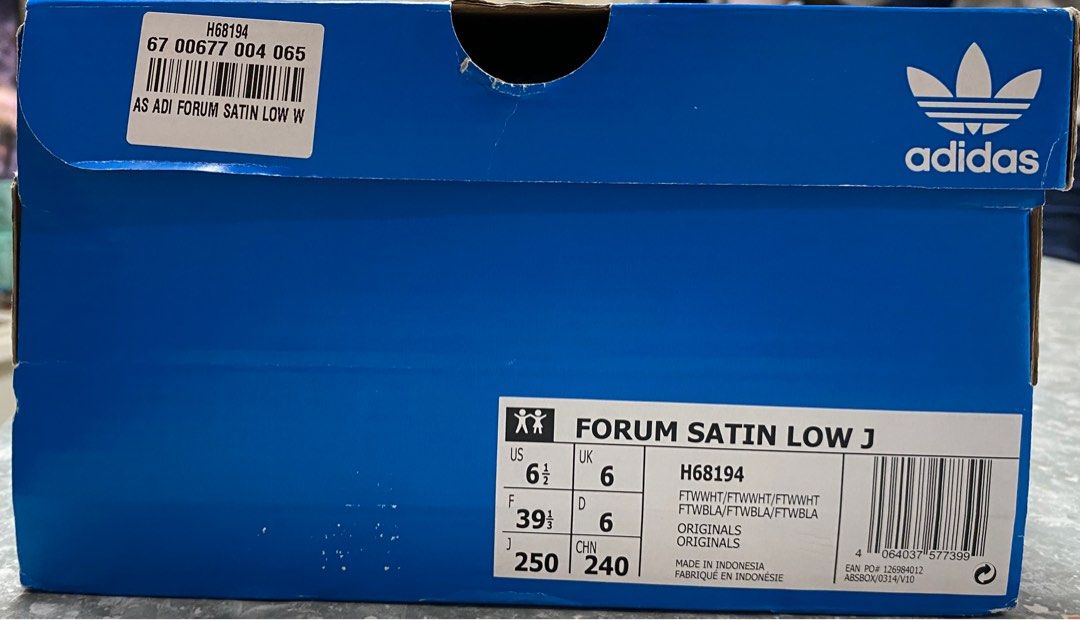 H68194
67 00677 004 065
AS ADI FORUM SATIN LOW W
adidas
FORUM SATIN LOW J
US 6½ UK 6
F 39⅓ D 6
J 250 CHN 240
H68194
FTWWHT/FTWWHT/FTWWHT
FTWBLA/FTWBLA/FTWBLA
ORIGINALS
ORIGINALS
MADE IN INDONESIA
FABRIQUÉ EN INDONÉSIE
4 064037 577399
EAN PO# 126984012
ABSBOX/0314/V10